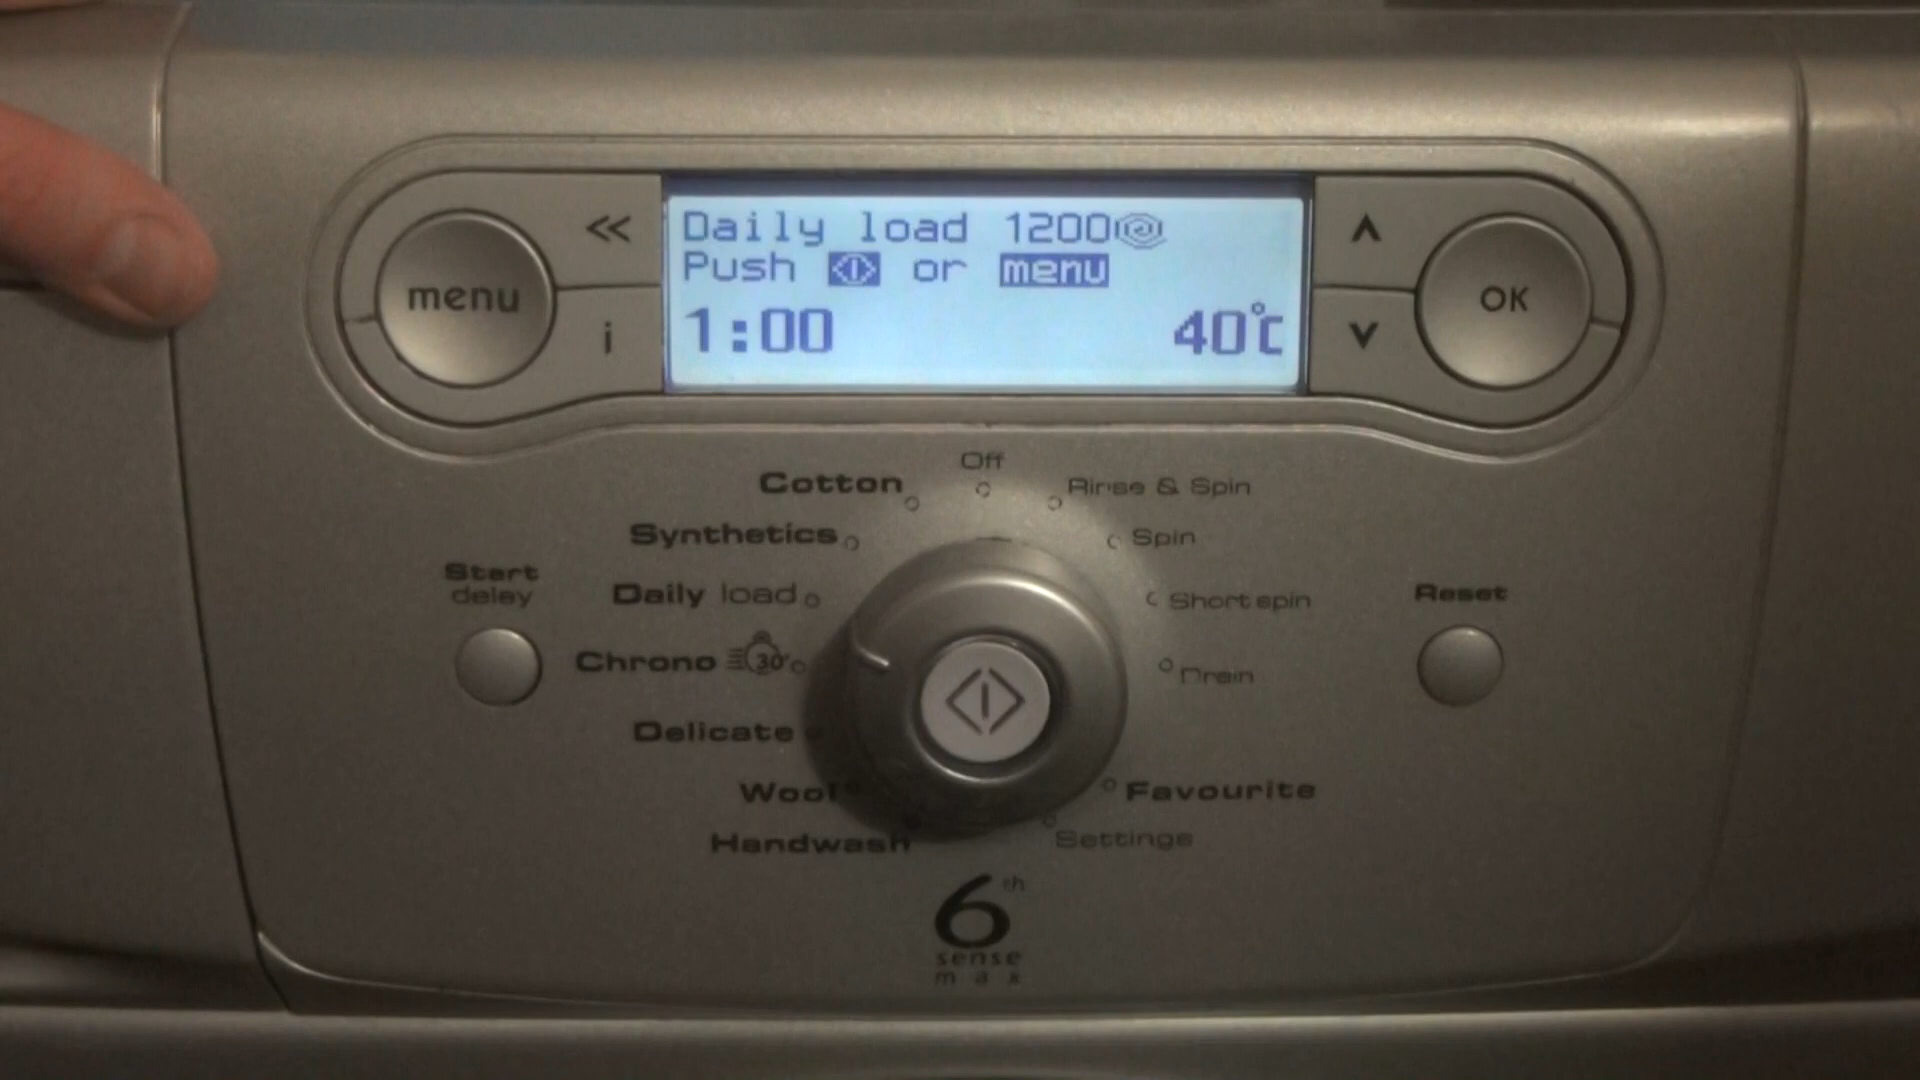 menu
<<
i
Daily load 1200
Push or menu
1:00 40°C
OK
Off
Cotton
Rinse & Spin
Synthetics
Spin
Start
delay
Daily load
Short spin
Reset
Chrono 30'
Drain
Delicate
Wool
Favourite
Handwash
Settings
6th
sense
max